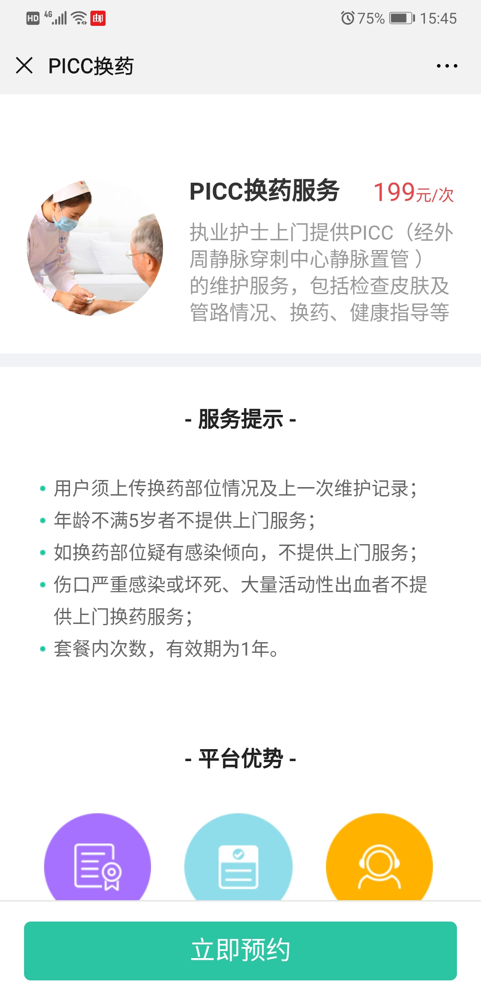 HD 4G 邮 75% 15:45
PICC换药
PICC换药服务 199元/次
执业护士上门提供PICC（经外
周静脉穿刺中心静脉置管 ）
的维护服务，包括检查皮肤及
管路情况、换药、健康指导等
- 服务提示 -
用户须上传换药部位情况及上一次维护记录；
年龄不满5岁者不提供上门服务；
如换药部位疑有感染倾向，不提供上门服务；
伤口严重感染或坏死、大量活动性出血者不提
供上门换药服务；
套餐内次数，有效期为1年。
- 平台优势 -
立即预约